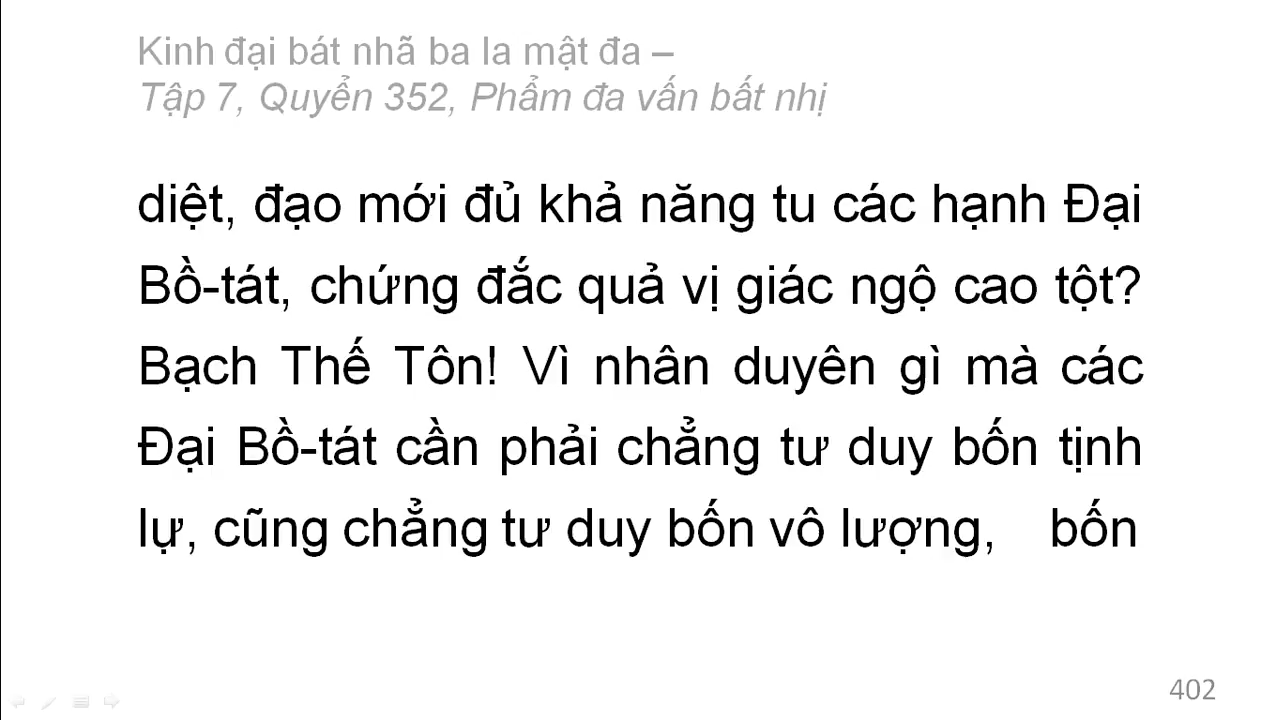 Kinh đại bát nhã ba la mật đa –
Tập 7, Quyển 352, Phẩm đa vấn bất nhị
diệt, đạo mới đủ khả năng tu các hạnh Đại
Bồ-tát, chứng đắc quả vị giác ngộ cao tột?
Bạch Thế Tôn! Vì nhân duyên gì mà các
Đại Bồ-tát cần phải chẳng tư duy bốn tịnh
lự, cũng chẳng tư duy bốn vô lượng, bốn
402